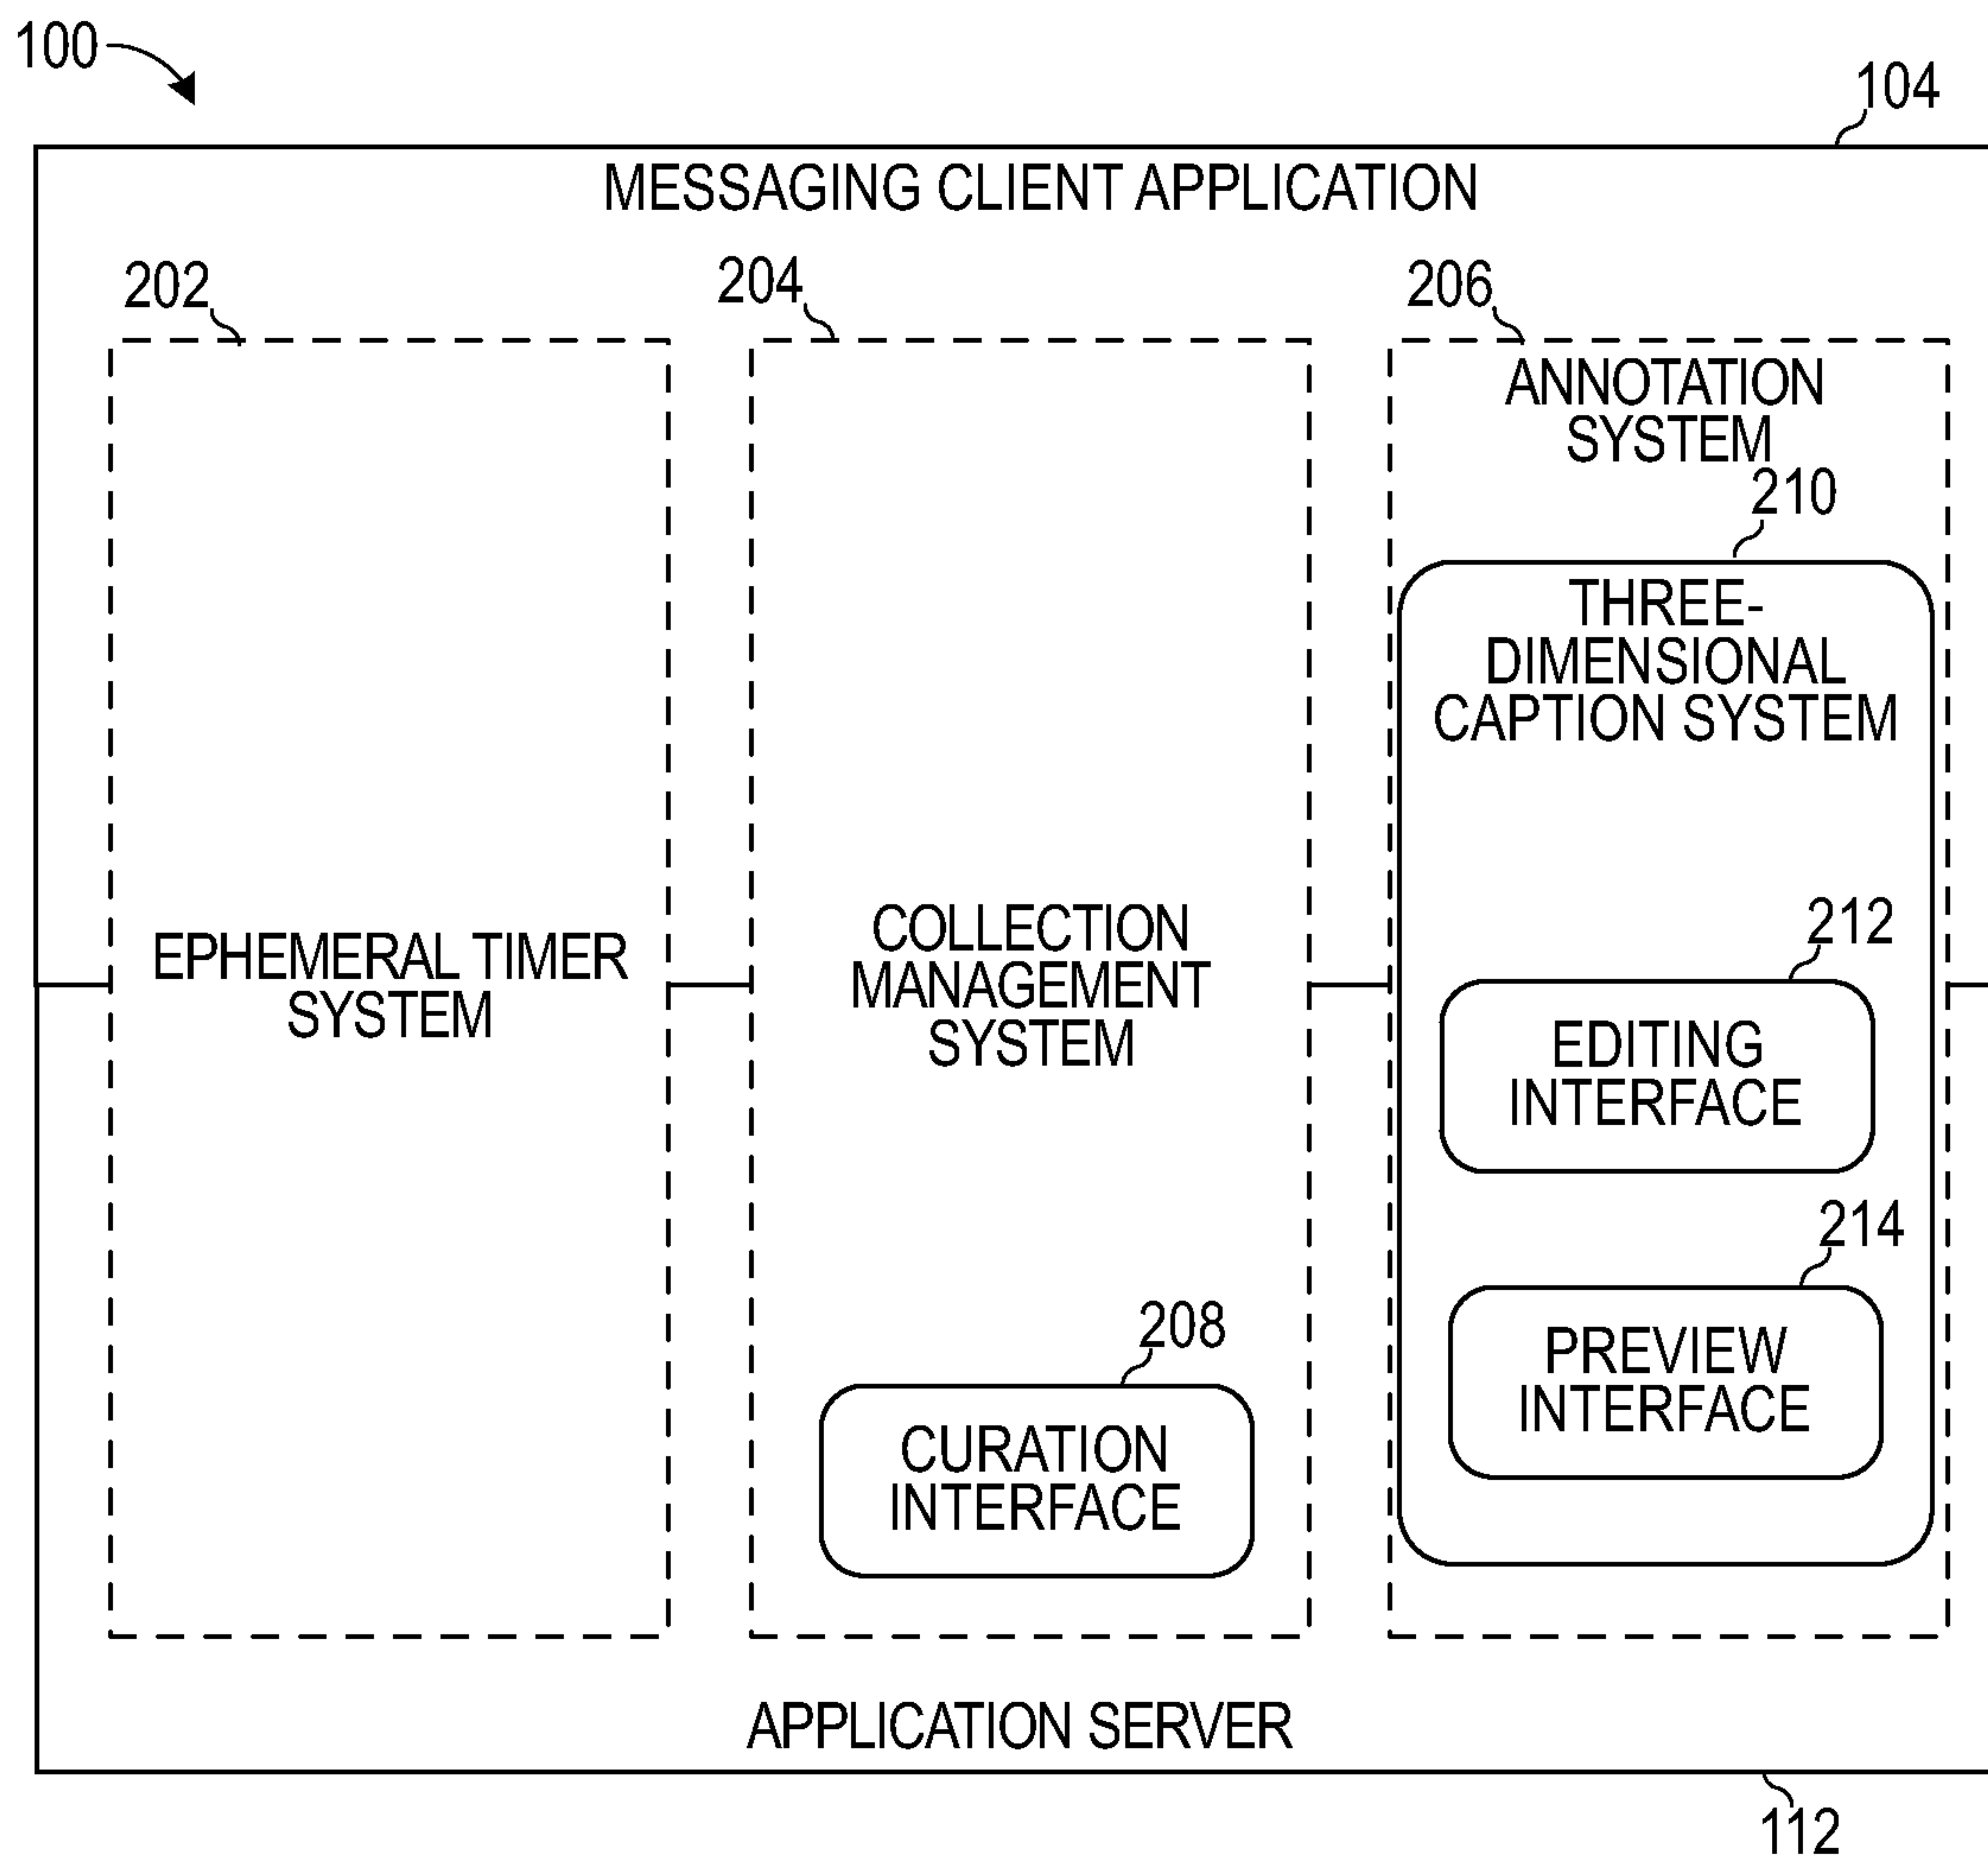 100
104
MESSAGING CLIENT APPLICATION
202
204
206
ANNOTATION
SYSTEM
210
THREE-
DIMENSIONAL
CAPTION SYSTEM
EPHEMERAL TIMER
SYSTEM
COLLECTION
MANAGEMENT
SYSTEM
212
EDITING
INTERFACE
214
PREVIEW
INTERFACE
208
CURATION
INTERFACE
APPLICATION SERVER
112